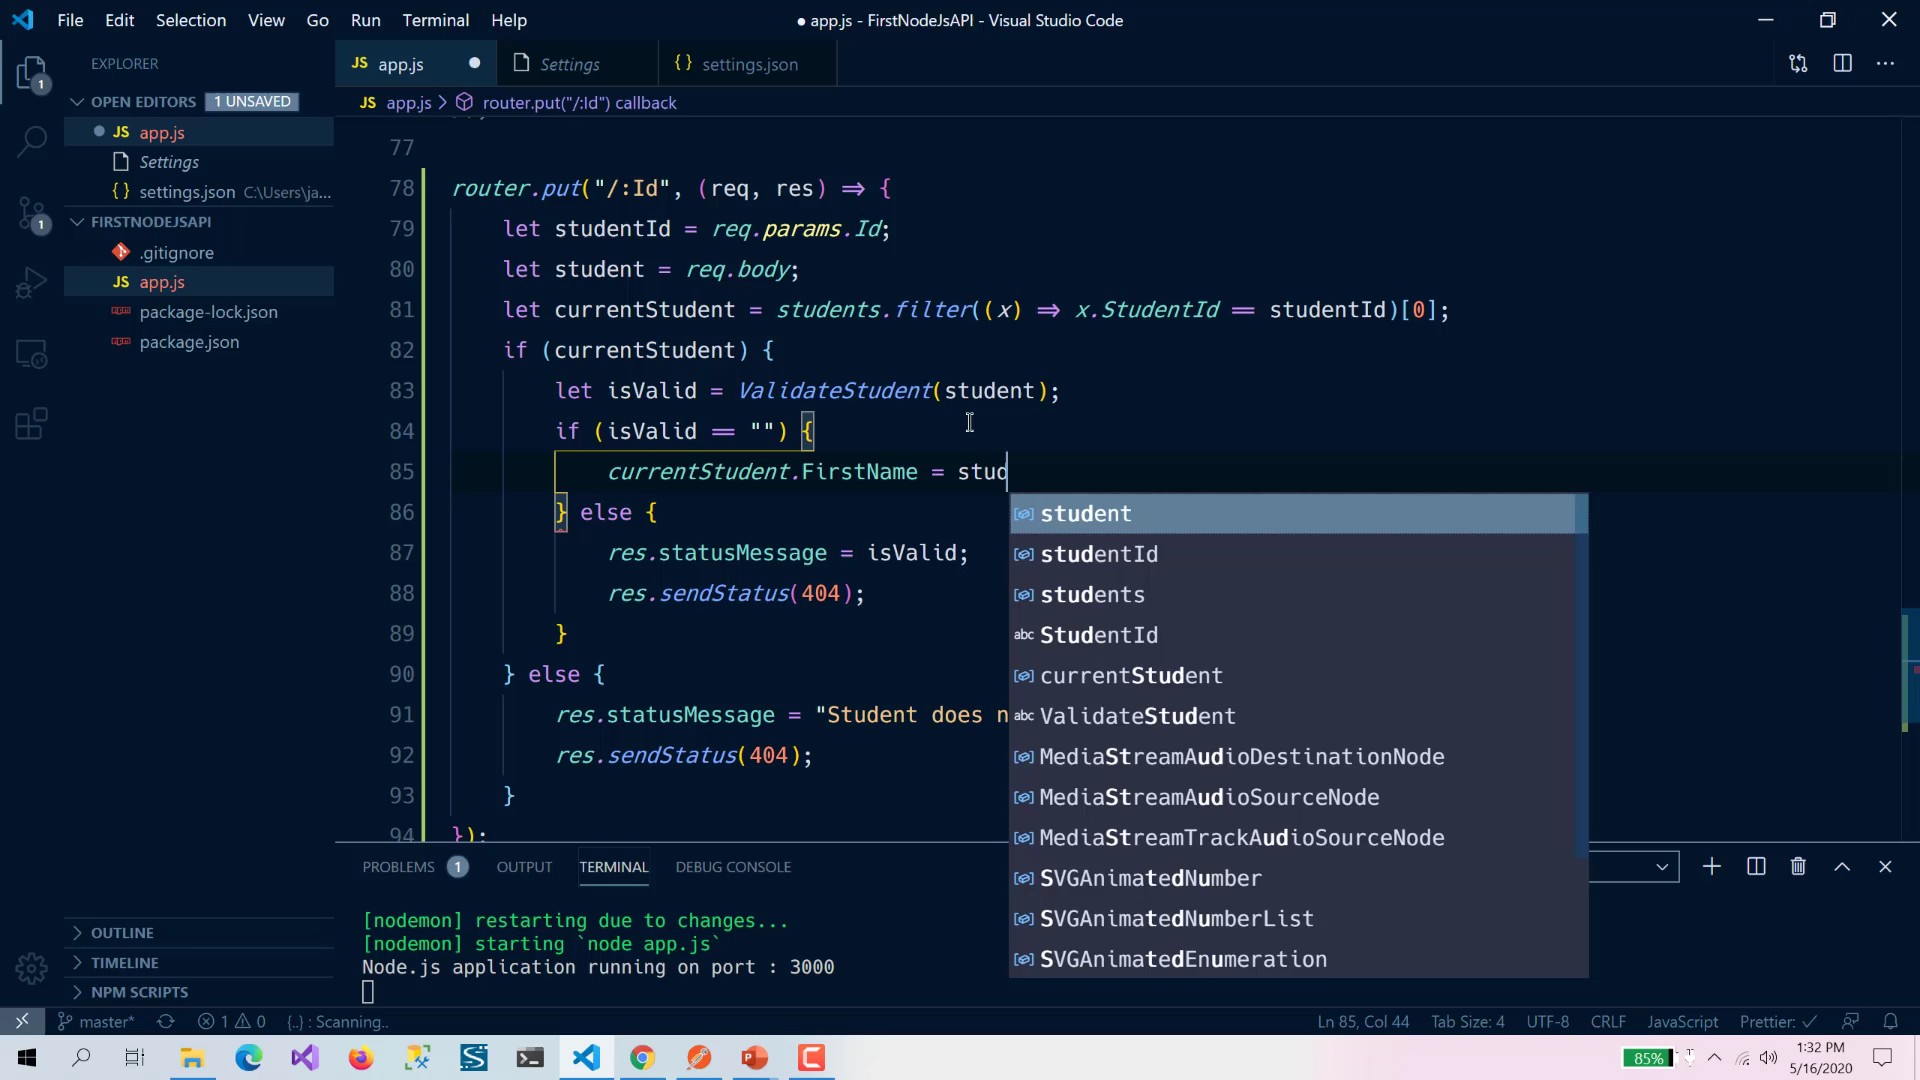 File Edit Selection View Go Run Terminal Help
● app.js - FirstNodeJsAPI - Visual Studio Code
EXPLORER
JS app.js
Settings
{} settings.json
OPEN EDITORS 1 UNSAVED
JS app.js > router.put("/:Id") callback
JS app.js
Settings
{} settings.json C:\Users\ja...
FIRSTNODEJSAPI
.gitignore
JS app.js
package-lock.json
package.json
1
1
77
78 router.put("/:Id", (req, res) => {
79 let studentId = req.params.Id;
80 let student = req.body;
81 let currentStudent = students.filter((x) => x.StudentId == studentId)[0];
82 if (currentStudent) {
83 let isValid = ValidateStudent(student);
84 if (isValid == "") {
85 currentStudent.FirstName = stud
86 } else {
87 res.statusMessage = isValid;
88 res.sendStatus(404);
89 }
90 } else {
91 res.statusMessage = "Student does n
92 res.sendStatus(404);
93 }
94 });
student
studentId
students
abc StudentId
currentStudent
abc ValidateStudent
MediaStreamAudioDestinationNode
MediaStreamAudioSourceNode
MediaStreamTrackAudioSourceNode
SVGAnimatedNumber
SVGAnimatedNumberList
SVGAnimatedEnumeration
PROBLEMS 1 OUTPUT TERMINAL DEBUG CONSOLE
[nodemon] restarting due to changes...
[nodemon] starting `node app.js`
Node.js application running on port : 3000
OUTLINE
TIMELINE
NPM SCRIPTS
master* 1 0 {..} : Scanning..
Ln 85, Col 44 Tab Size: 4 UTF-8 CRLF JavaScript Prettier: ✓
85%
1:32 PM
5/16/2020